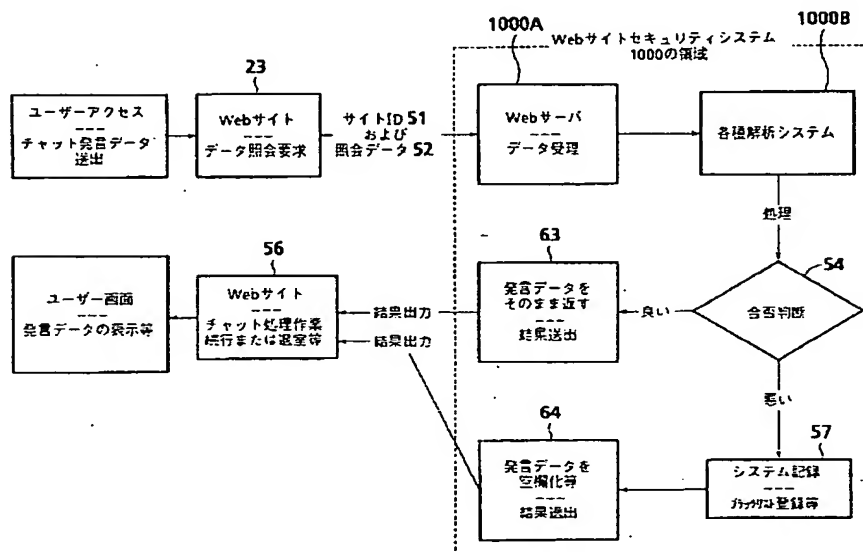 1000A
1000B
Webサイトセキュリティシステム
1000の領域
23
ユーザーアクセス
チャット発言データ
送出
Webサイト
データ照会要求
サイトID 51
および
照会データ 52
Webサーバ
データ受理
各種解析システム
処理
54
合否判断
良い
悪い
63
発言データを
そのまま返す
結果送出
結果出力
結果出力
56
Webサイト
チャット処理作業
続行または退室等
ユーザー画面
発言データの表示等
64
発言データを
空欄化等
結果送出
57
システム記録
ブラックリスト登録等